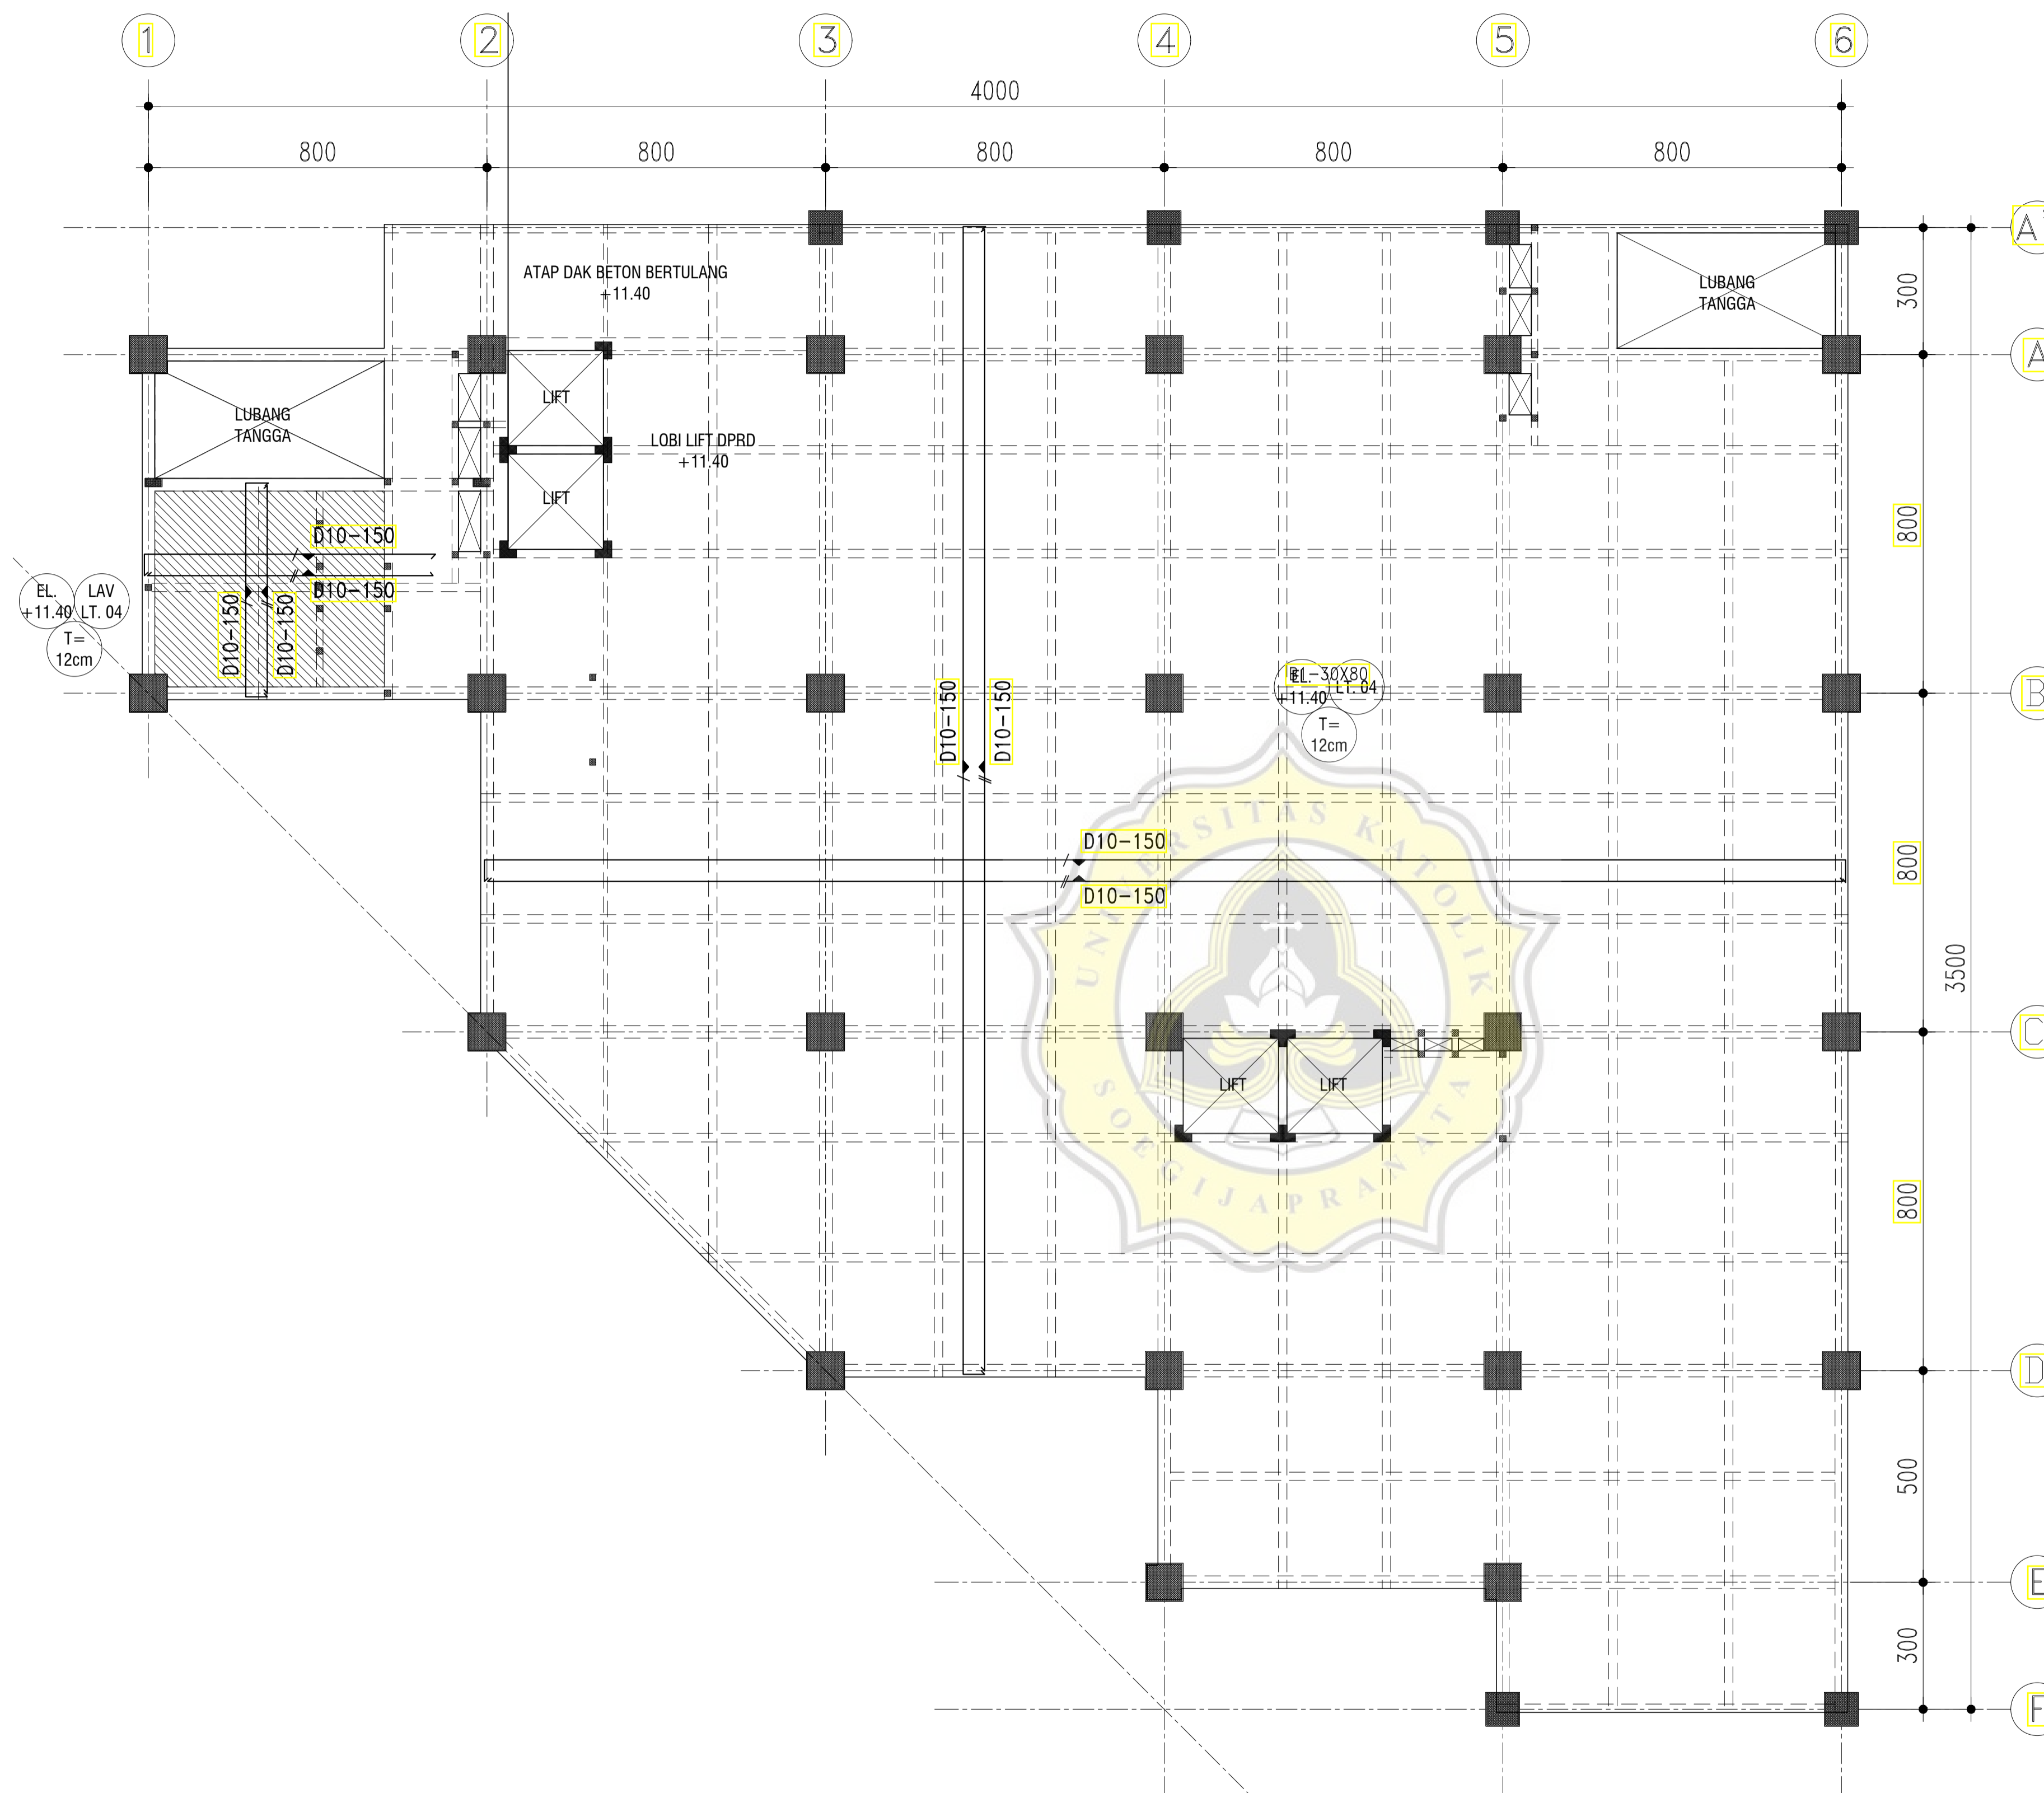 1
2
3
4
5
6
4000
800
800
800
800
800
A'
ATAP DAK BETON BERTULANG
+11.40
LUBANG
TANGGA
300
A
LIFT
LUBANG
TANGGA
LOBI LIFT DPRD
+11.40
LIFT
D10-150
D10-150
800
EL.
+11.40
LAV
LT. 04
T=
12cm
D10-150
D10-150
B1-30X80
EL.
+11.40
LT. 04
T=
12cm
B
D10-150
D10-150
D10-150
D10-150
800
UNIVERSITAS KATOLIK
SOEGIJAPRANATA
3500
C
LIFT
LIFT
800
D
500
E
300
F